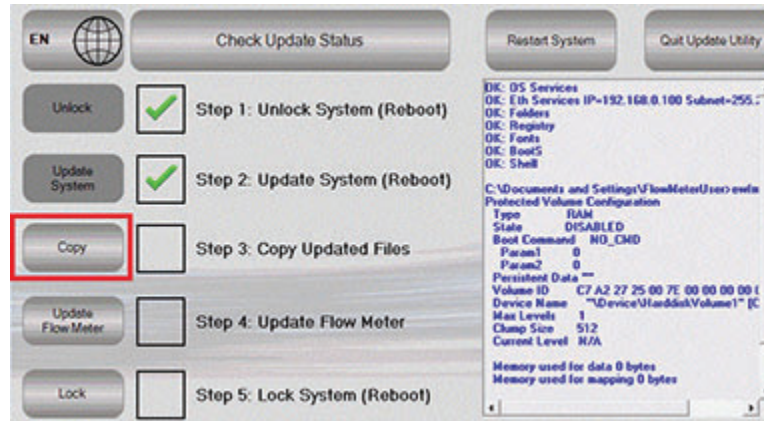 EN
Check Update Status
Restart System
Quit Update Utility
Unlock
Step 1: Unlock System (Reboot)
Update
System
Step 2: Update System (Reboot)
Copy
Step 3: Copy Updated Files
Update
Flow Meter
Step 4: Update Flow Meter
Lock
Step 5: Lock System (Reboot)
OK: OS Services
OK: Eth Services IP=192.168.0.100 Subnet=255.
OK: Folders
OK: Registry
OK: Fonts
OK: BootS
OK: Shell
C:\Documents and Settings\FlowMeterUser>ewfm
Protected Volume Configuration
Type RAM
State DISABLED
Boot Command NO_CMD
Param1 0
Param2 0
Persistent Data ""
Volume ID C7 A2 27 25 00 7E 00 00 00 00
Device Name "\Device\HarddiskVolume1" [C
Max Levels 1
Clump Size 512
Current Level N/A
Memory used for data 0 bytes
Memory used for mapping 0 bytes